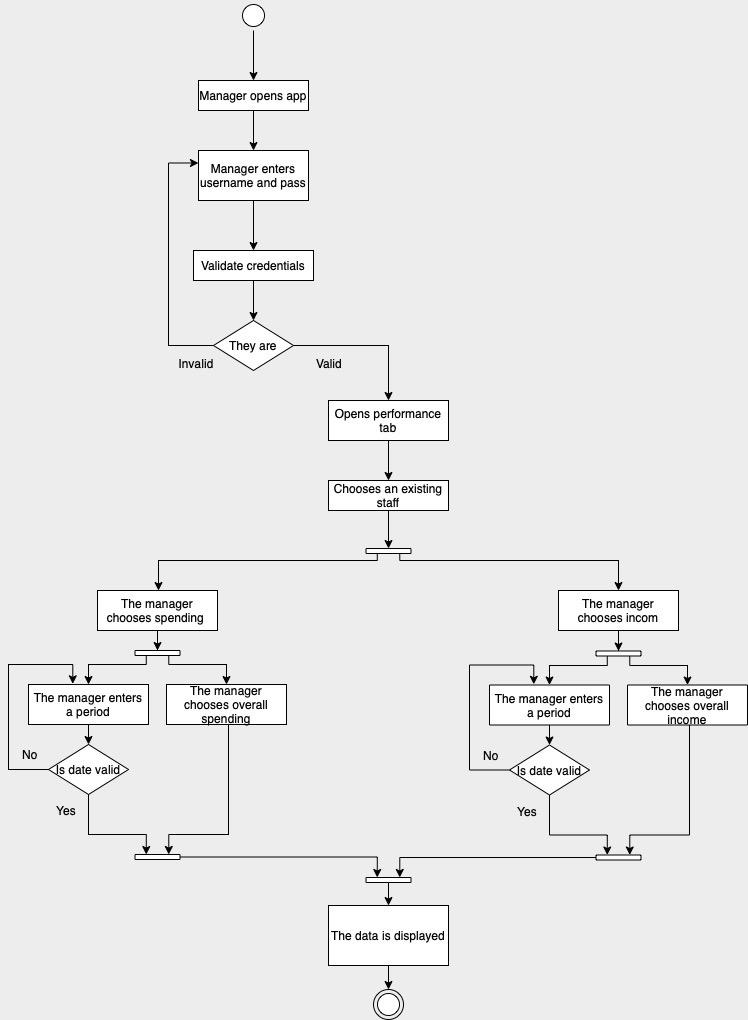 Manager opens app
Manager enters
username and pass
Validate credentials
They are
Invalid
Valid
Opens performance
tab
Chooses an existing
staff
The manager
chooses spending
The manager
chooses incom
The manager enters
a period
The manager
chooses overall
spending
The manager enters
a period
The manager
chooses overall
income
No
Is date valid
No
Is date valid
Yes
Yes
The data is displayed